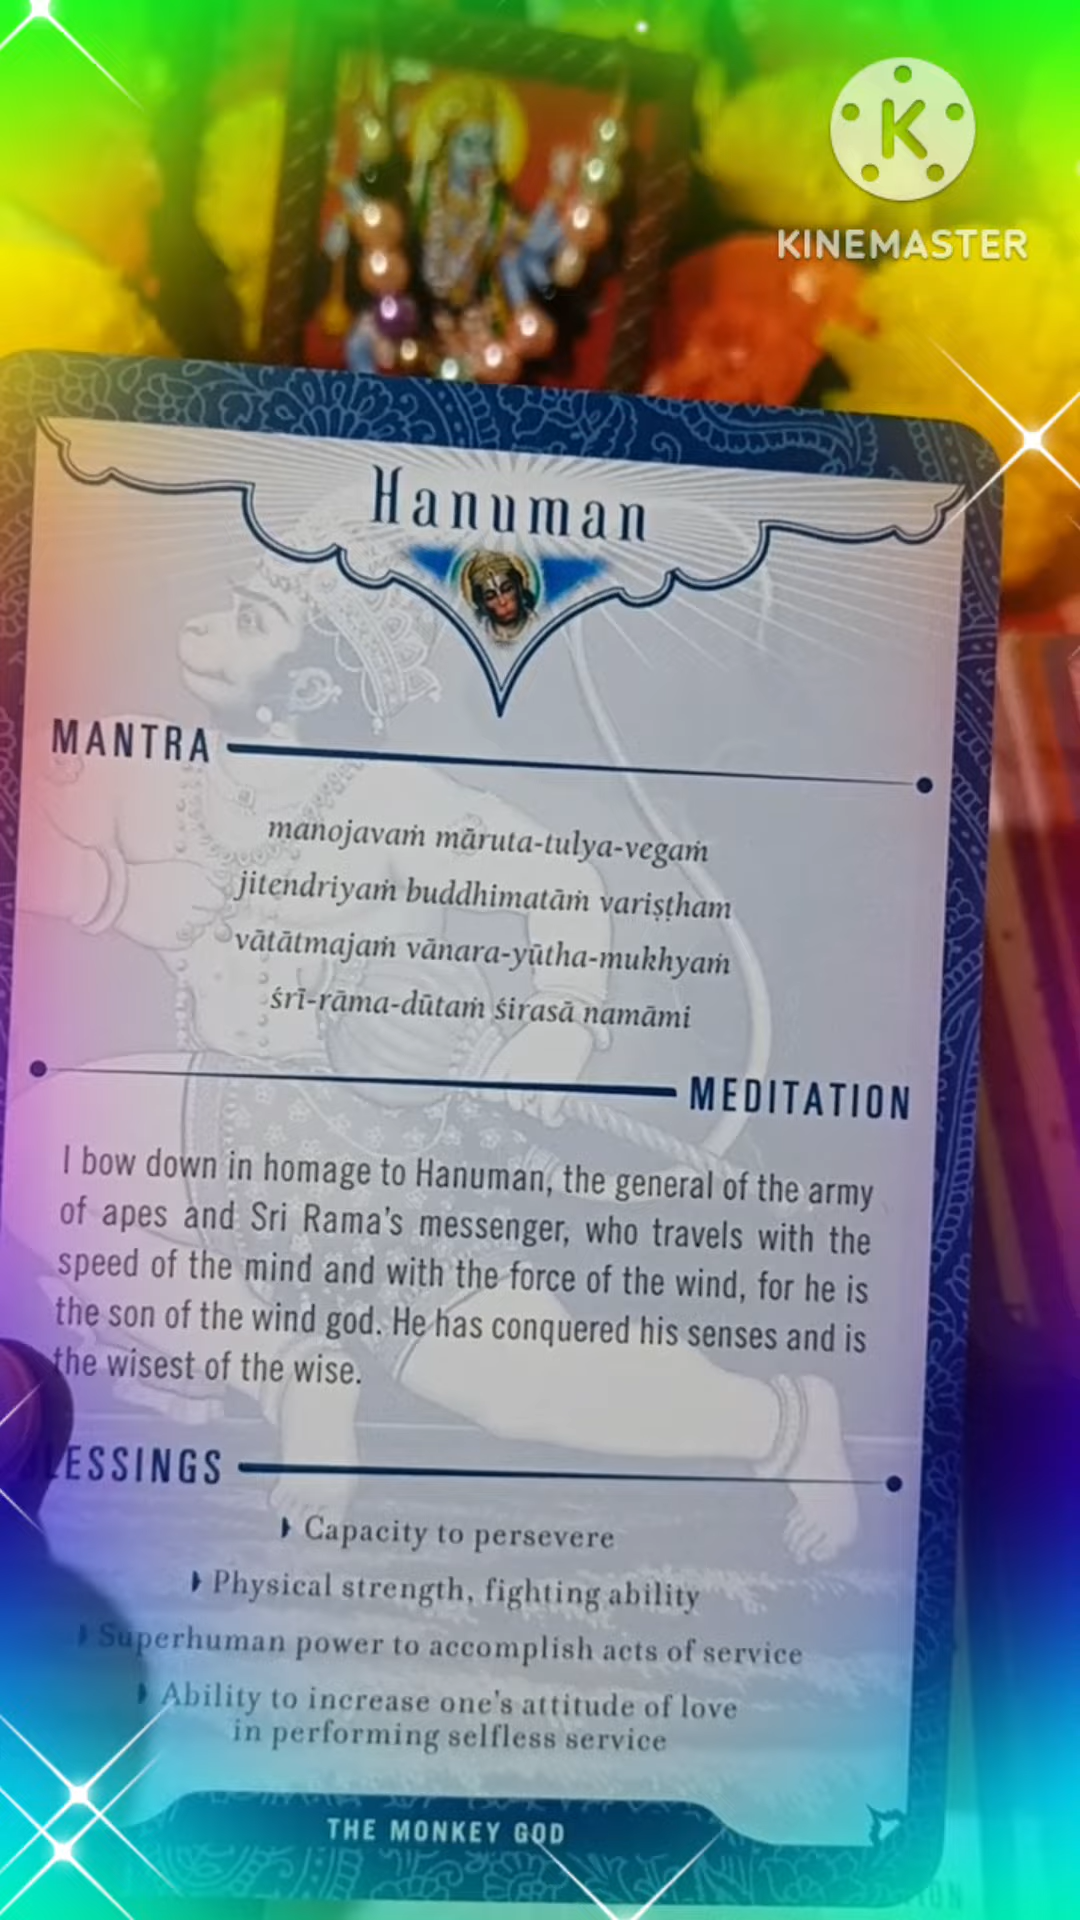 K
KINEMASTER
Hanuman
MANTRA
manojavaṁ māruta-tulya-vegaṁ
jitendriyaṁ buddhimatāṁ variṣṭham
vātātmajaṁ vānara-yūtha-mukhyaṁ
śrī-rāma-dūtaṁ śirasā namāmi
MEDITATION
I bow down in homage to Hanuman, the general of the army
of apes and Sri Rama's messenger, who travels with the
speed of the mind and with the force of the wind, for he is
the son of the wind god. He has conquered his senses and is
the wisest of the wise.
LESSINGS
Capacity to persevere
Physical strength, fighting ability
Superhuman power to accomplish acts of service
Ability to increase one's attitude of love
in performing selfless service
THE MONKEY GOD